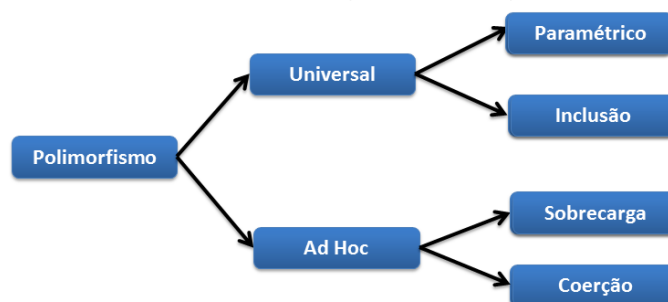 Paramétrico
Universal
Inclusão
Polimorfismo
Sobrecarga
Ad Hoc
Coerção